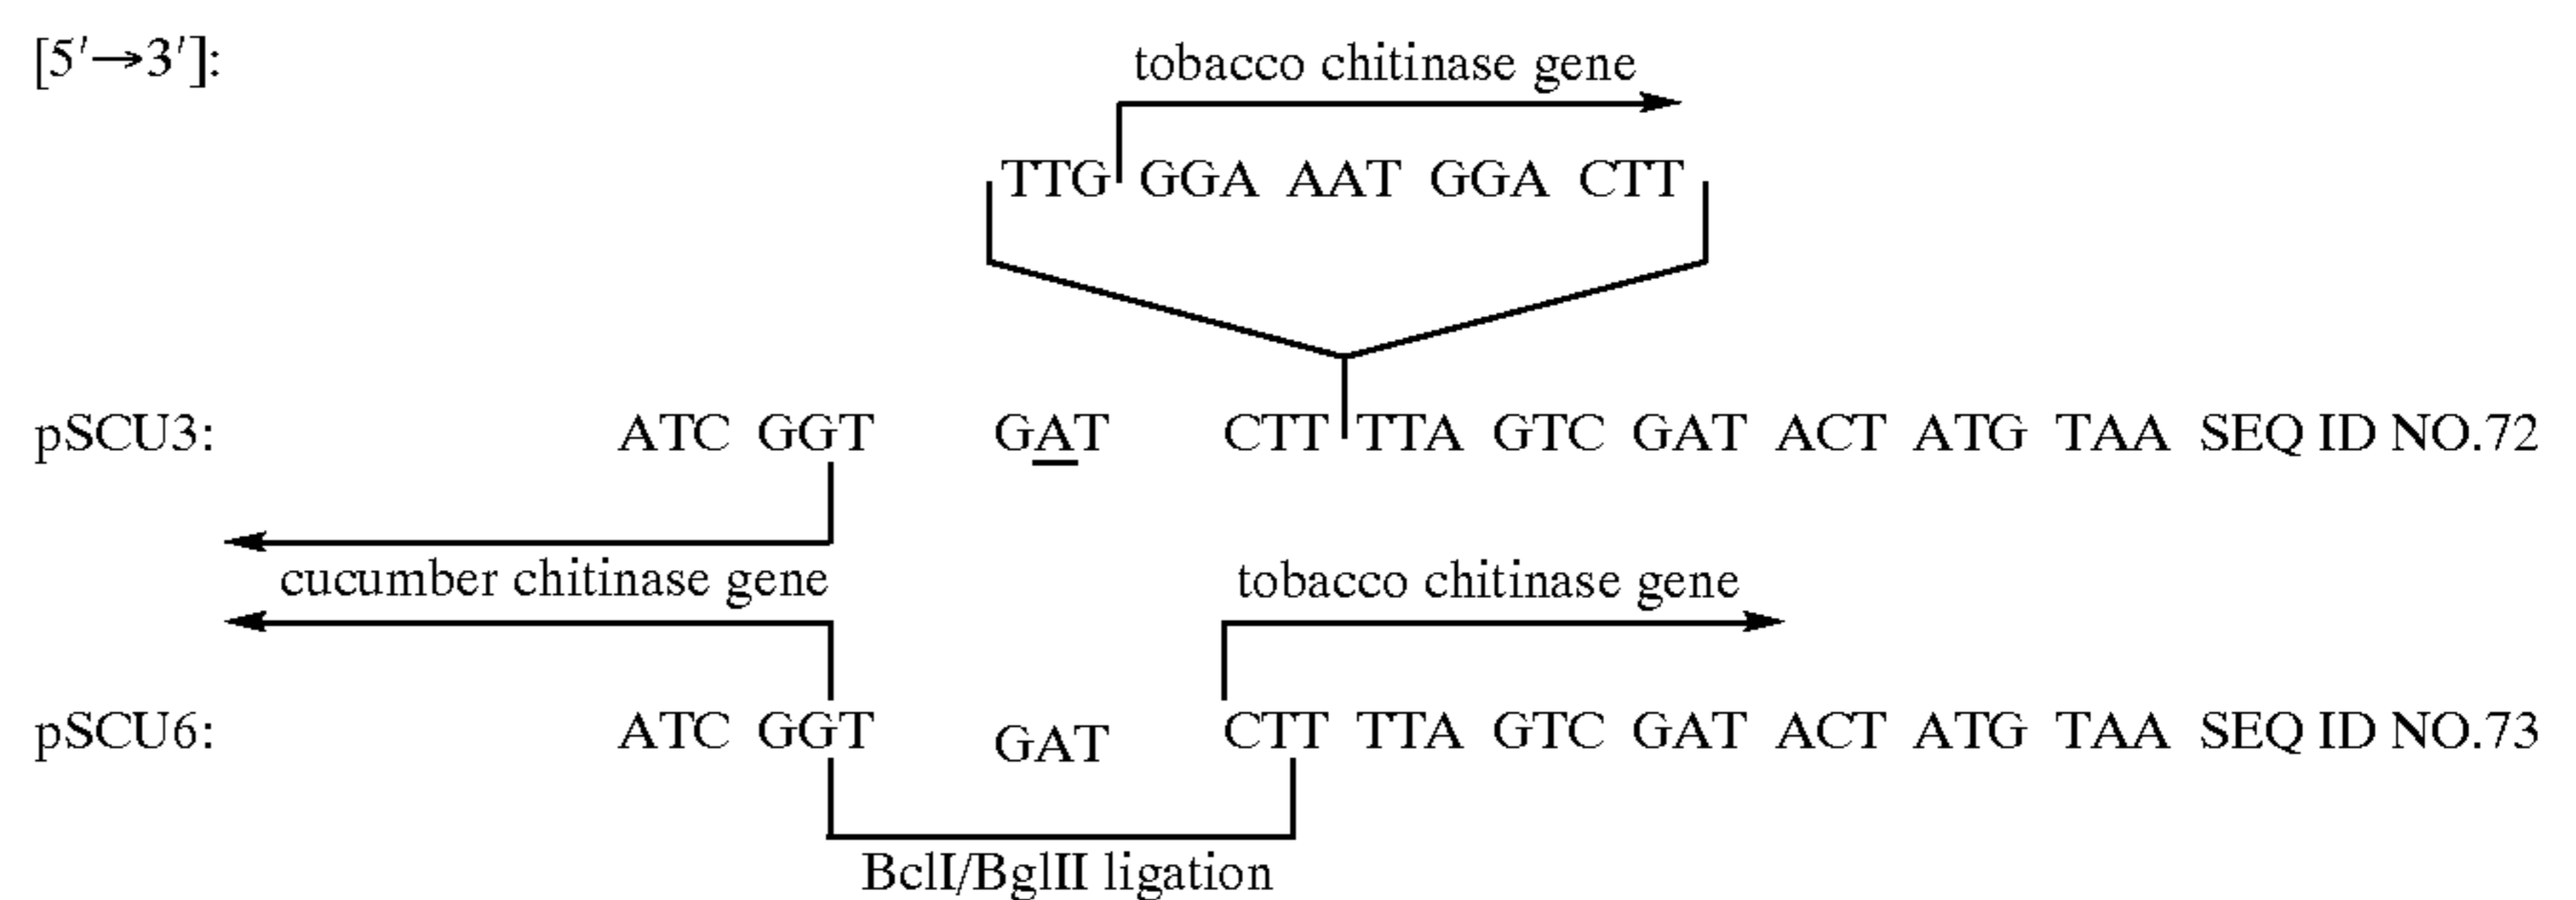 [5'→3']:
tobacco chitinase gene
TTG GGA AAT GGA CTT
pSCU3: ATC GGT GAT CTT TTA GTC GAT ACT ATG TAA SEQ ID NO.72
cucumber chitinase gene
tobacco chitinase gene
pSCU6: ATC GGT GAT CTT TTA GTC GAT ACT ATG TAA SEQ ID NO.73
BclI/BglII ligation